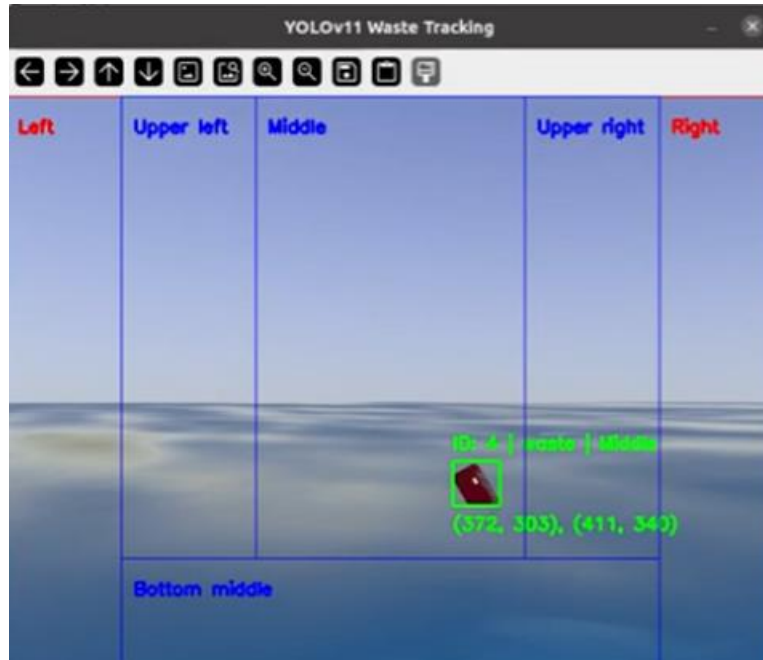 YOLOv11 Waste Tracking
Left
Upper left
Middle
Upper right
Right
ID: 4 | waste | Middle
(372, 303), (411, 340)
Bottom middle